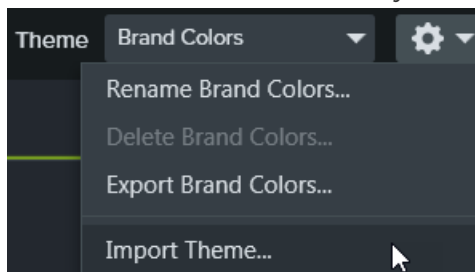 Theme Brand Colors
Rename Brand Colors...
Delete Brand Colors...
Export Brand Colors...
Import Theme...